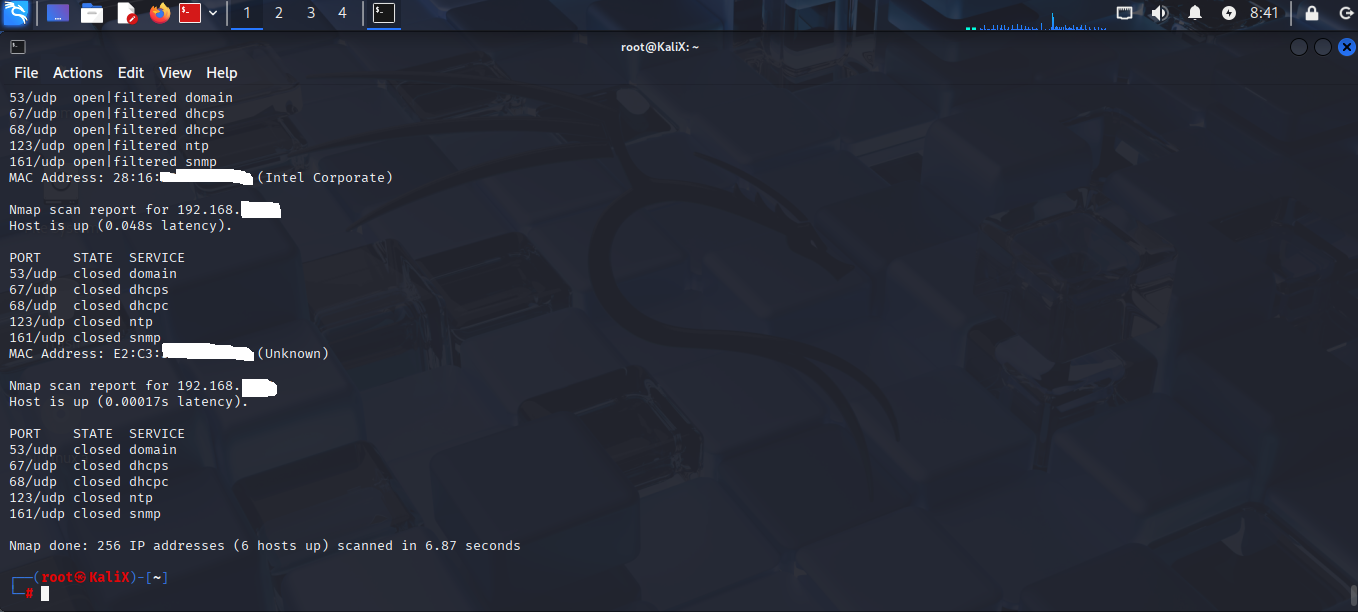 1 2 3 4 8:41
root@KaliX: ~
File Actions Edit View Help
53/udp open|filtered domain
67/udp open|filtered dhcps
68/udp open|filtered dhcpc
123/udp open|filtered ntp
161/udp open|filtered snmp
MAC Address: 28:16: (Intel Corporate)
Nmap scan report for 192.168.
Host is up (0.048s latency).
PORT STATE SERVICE
53/udp closed domain
67/udp closed dhcps
68/udp closed dhcpc
123/udp closed ntp
161/udp closed snmp
MAC Address: E2:C3: (Unknown)
Nmap scan report for 192.168.
Host is up (0.00017s latency).
PORT STATE SERVICE
53/udp closed domain
67/udp closed dhcps
68/udp closed dhcpc
123/udp closed ntp
161/udp closed snmp
Nmap done: 256 IP addresses (6 hosts up) scanned in 6.87 seconds
┌──(root㉿KaliX)-[~]
└─#